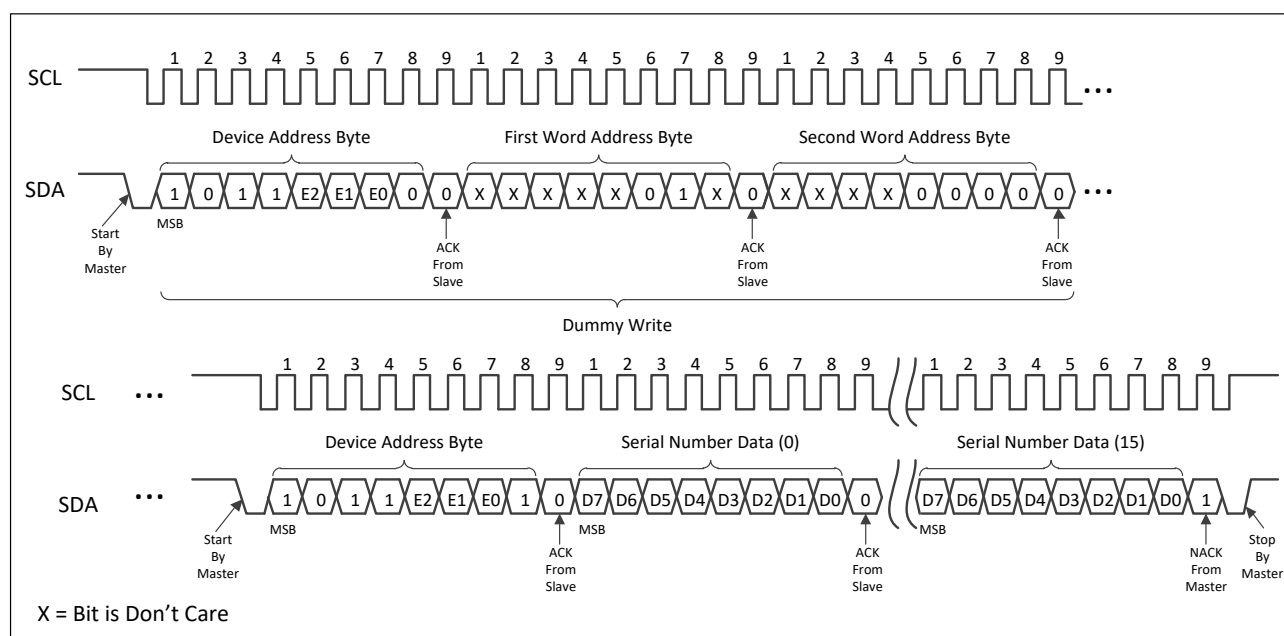 1 2 3 4 5 6 7 8 9 1 2 3 4 5 6 7 8 9 1 2 3 4 5 6 7 8 9
SCL •••
Device Address Byte First Word Address Byte Second Word Address Byte
SDA 1 0 1 1 E2 E1 E0 0 0 X X X X X 0 1 X 0 X X X X 0 0 0 0 0 •••
MSB
Start
By
Master
ACK
From
Slave
ACK
From
Slave
ACK
From
Slave
Dummy Write
1 2 3 4 5 6 7 8 9 1 2 3 4 5 6 7 8 9 1 2 3 4 5 6 7 8 9
SCL •••
Device Address Byte Serial Number Data (0) Serial Number Data (15)
SDA ••• 1 0 1 1 E2 E1 E0 1 0 D7 D6 D5 D4 D3 D2 D1 D0 0 D7 D6 D5 D4 D3 D2 D1 D0 1
MSB MSB MSB
Start
By
Master
ACK
From
Slave
ACK
From
Slave
NACK
From
Master
Stop
By
Master
X = Bit is Don’t Care